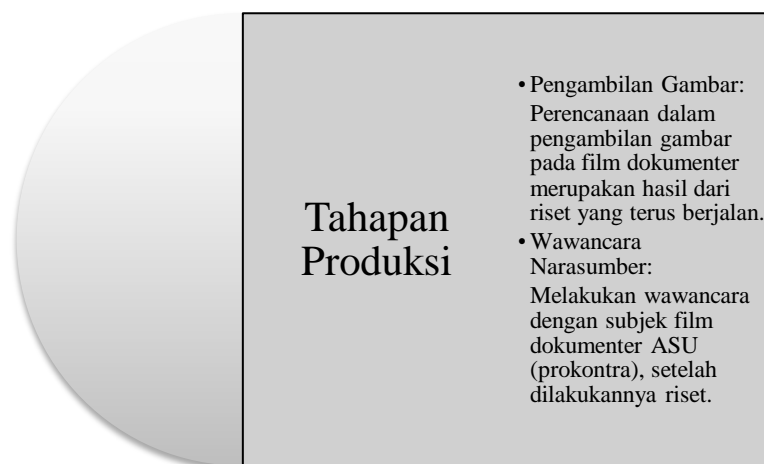 Tahapan
Produksi
• Pengambilan Gambar:
Perencanaan dalam
pengambilan gambar
pada film dokumenter
merupakan hasil dari
riset yang terus berjalan.
• Wawancara
Narasumber:
Melakukan wawancara
dengan subjek film
dokumenter ASU
(prokontra), setelah
dilakukannya riset.